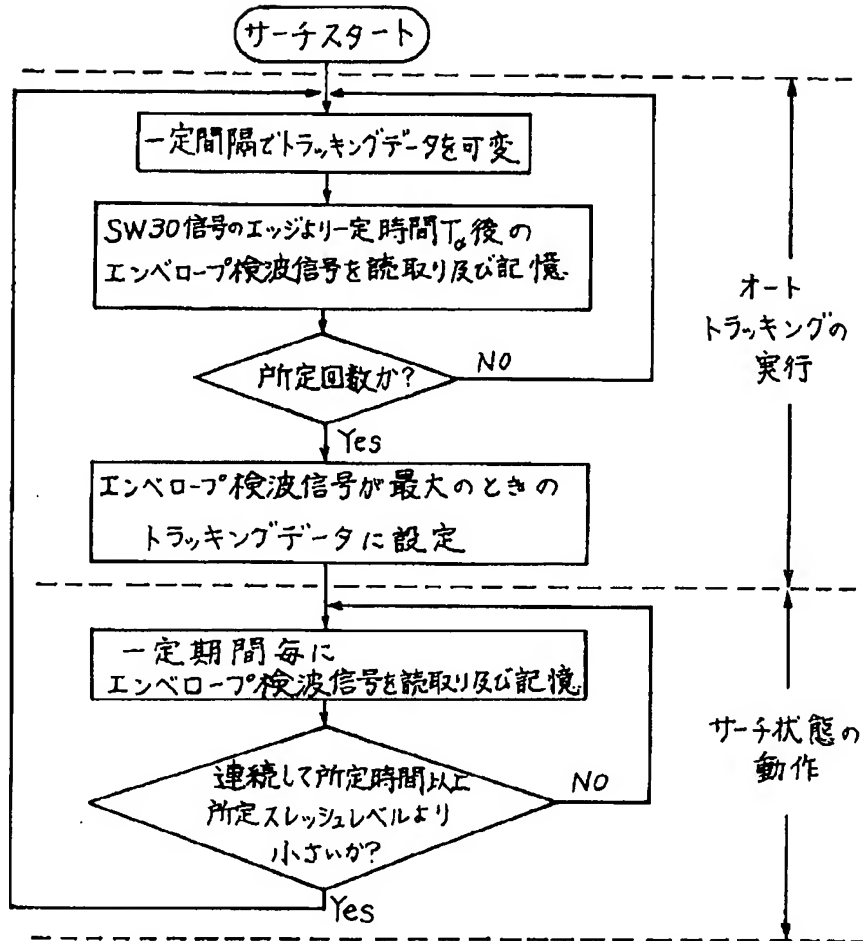 サーチスタート
一定間隔でトラッキングデータを可変
SW30信号のエッジより一定時間Tα後の
エンベロープ検波信号を読取り及び記憶
所定回数か?
NO
Yes
エンベロープ検波信号が最大のときの
トラッキングデータに設定
オート
トラッキングの
実行
一定期間毎に
エンベロープ検波信号を読取り及び記憶
連続して所定時間以上
所定スレッシュレベルより
小さいか?
NO
Yes
サーチ状態の
動作